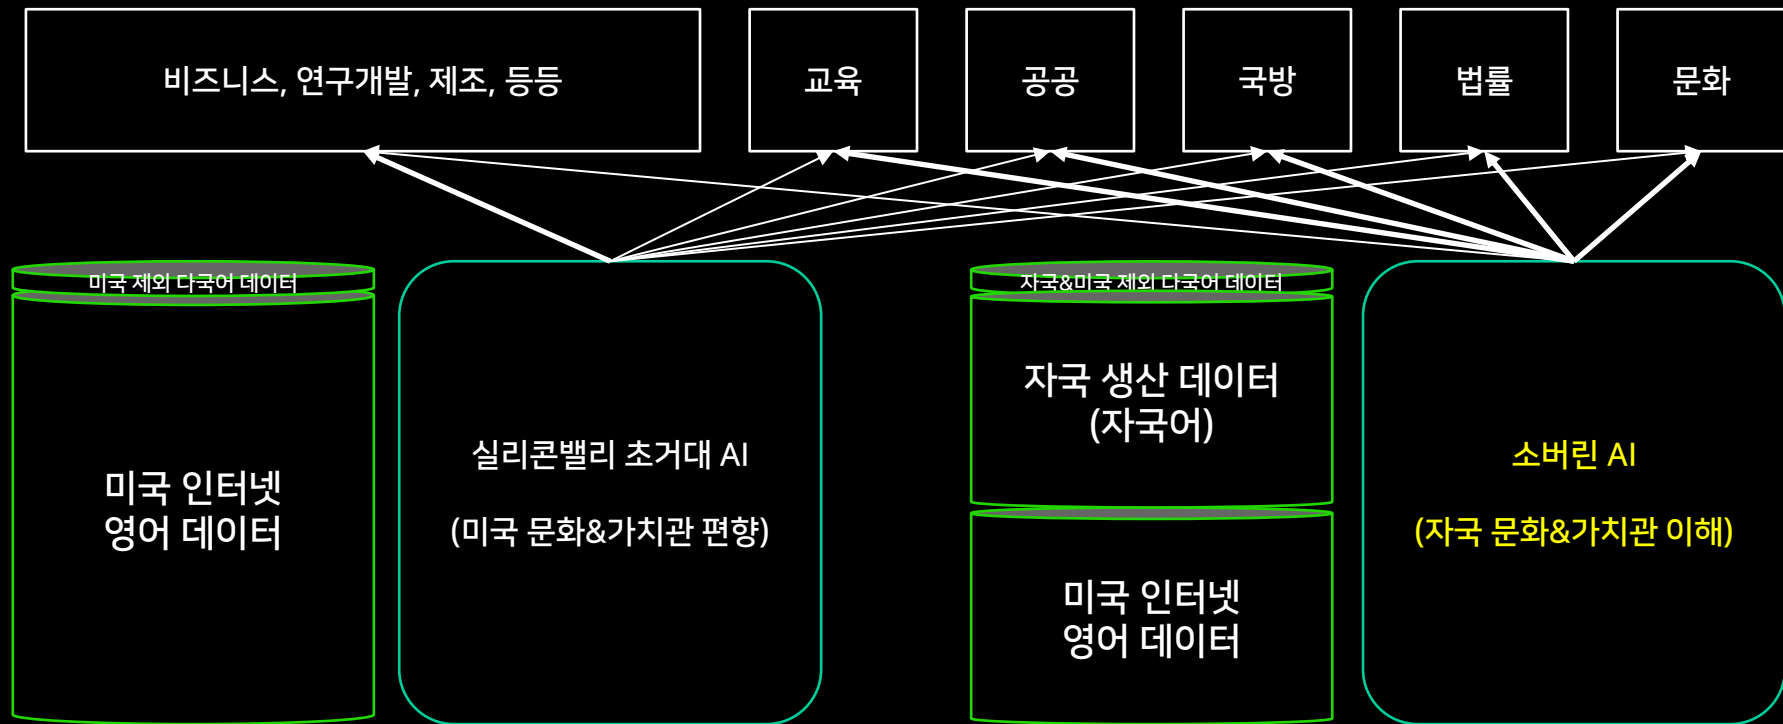 비즈니스, 연구개발, 제조, 등등
교육
공공
국방
법률
문화
미국 제외 다국어 데이터
미국 인터넷
영어 데이터
실리콘밸리 초거대 AI
(미국 문화&가치관 편향)
자국&미국 제외 다국어 데이터
자국 생산 데이터
(자국어)
미국 인터넷
영어 데이터
소버린 AI
(자국 문화&가치관 이해)